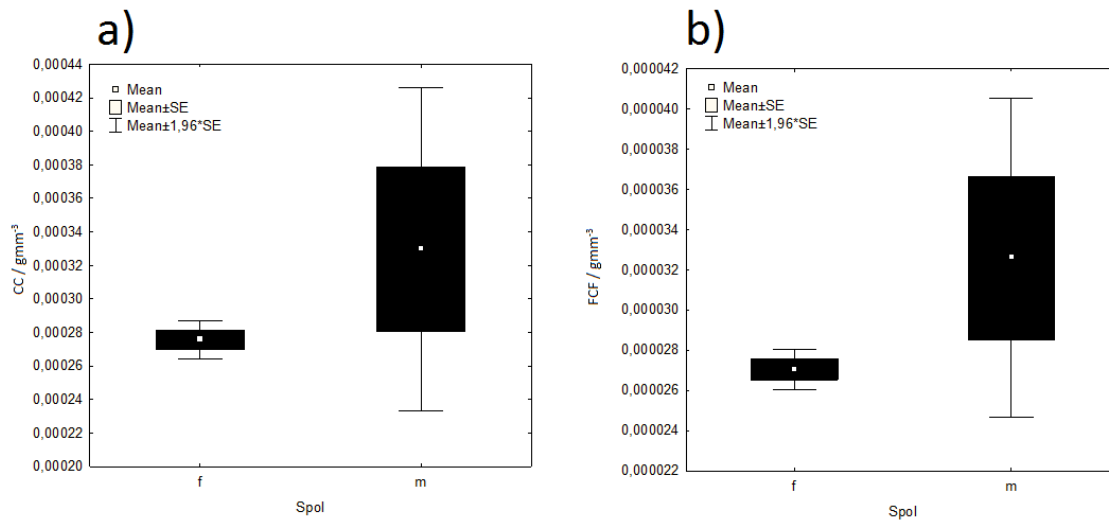 a)
0,00044
0,00042
0,00040
0,00038
0,00036
0,00034
0,00032
0,00030
0,00028
0,00026
0,00024
0,00022
0,00020
CC / gmm⁻³
Mean
Mean±SE
Mean±1,96*SE
f
m
Spol
b)
0,000042
0,000040
0,000038
0,000036
0,000034
0,000032
0,000030
0,000028
0,000026
0,000024
0,000022
FCF / gmm⁻³
Mean
Mean±SE
Mean±1,96*SE
f
m
Spol